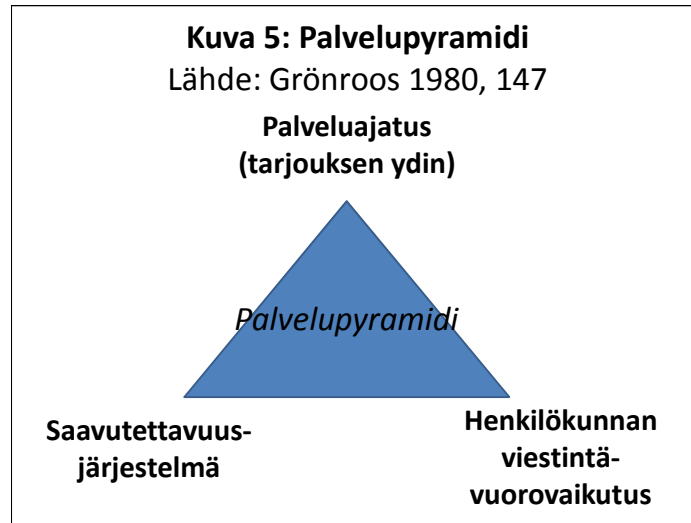 Kuva 5: Palvelupyramidi
Lähde: Grönroos 1980, 147
Palveluajatus
(tarjouksen ydin)
Palvelupyramidi
Saavutettavuus-
järjestelmä
Henkilökunnan
viestintä-
vuorovaikutus